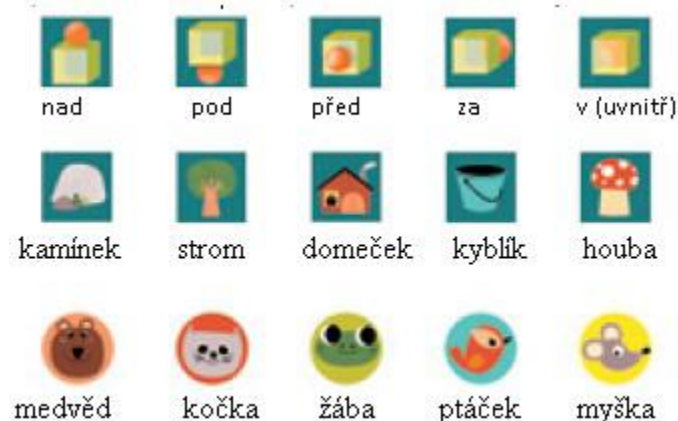 nad pod před za v (uvnitř)
kamínek strom domeček kyblík houba
medvěd kočka žába ptáček myška